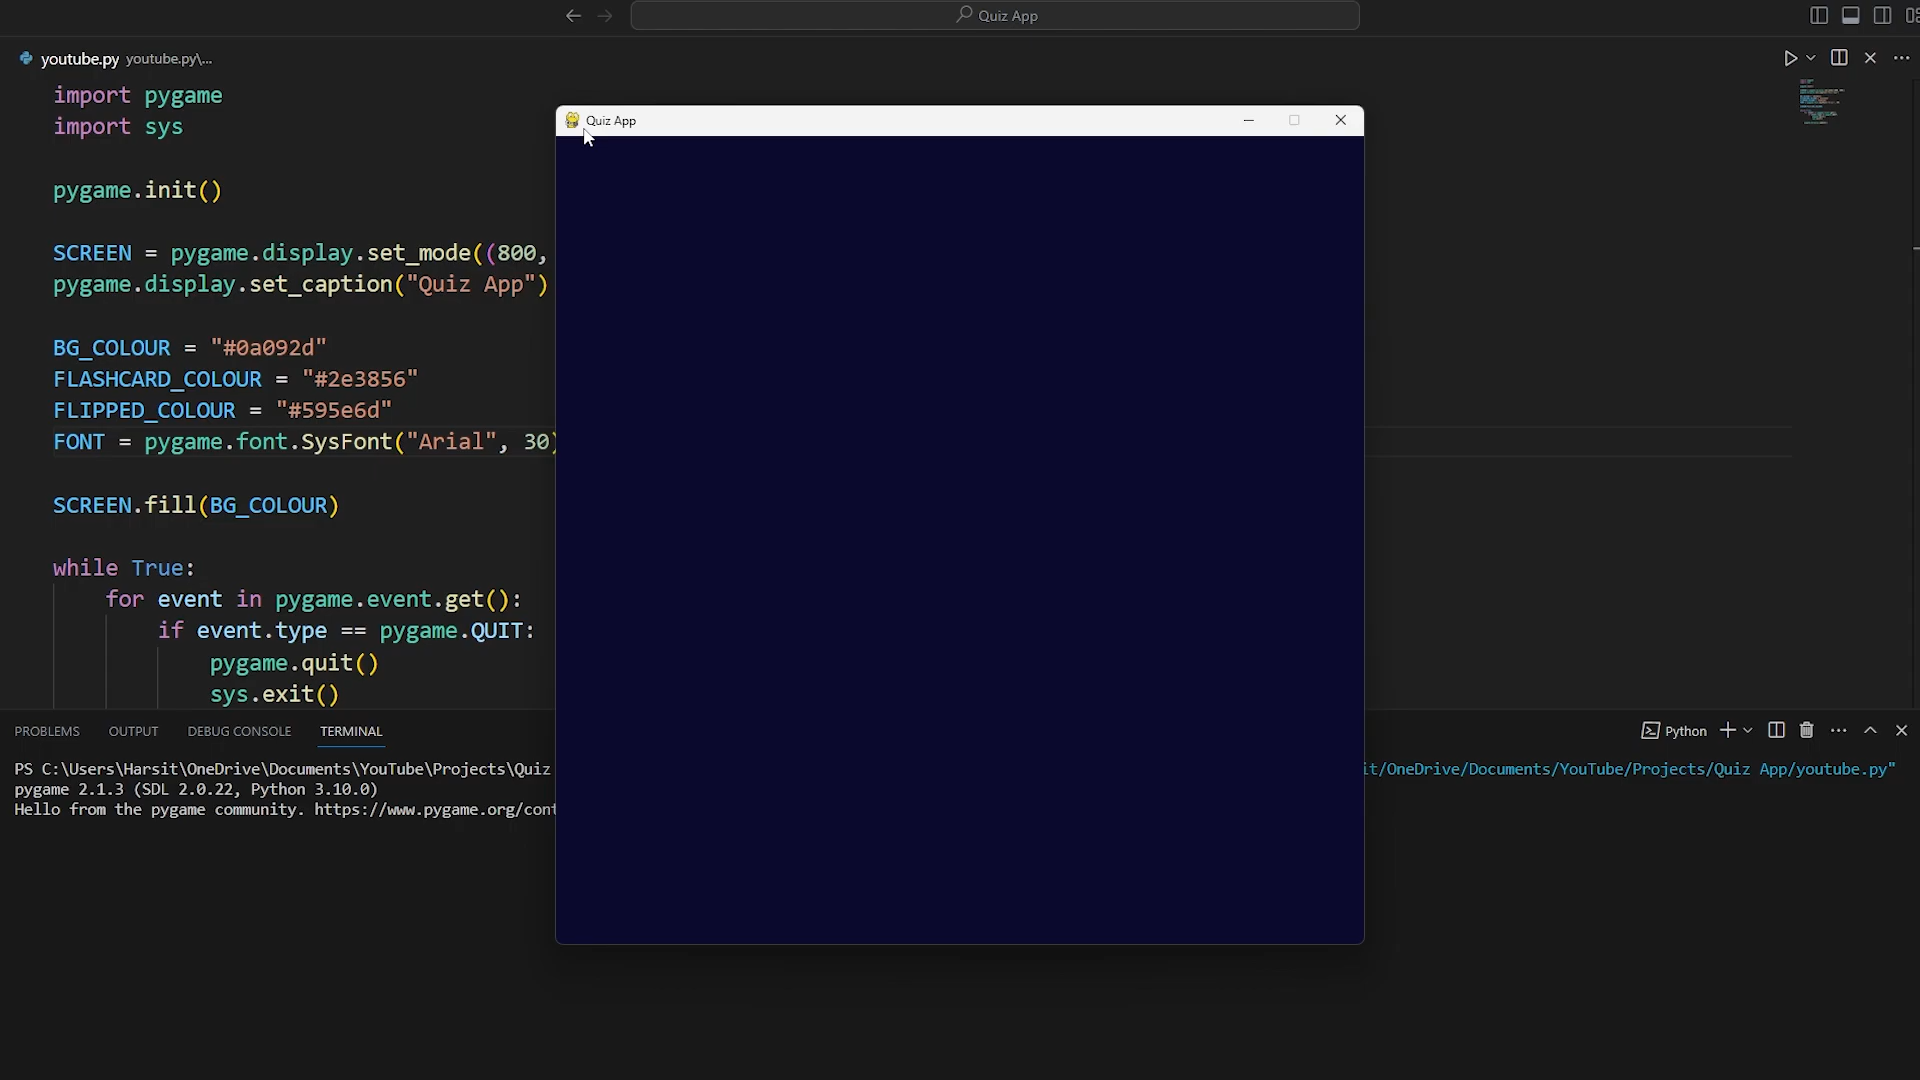 Quiz App
youtube.py youtube.py\...
import pygame
import sys
Quiz App
pygame.init()
SCREEN = pygame.display.set_mode((800,
pygame.display.set_caption("Quiz App")
BG_COLOUR = "#0a092d"
FLASHCARD_COLOUR = "#2e3856"
FLIPPED_COLOUR = "#595e6d"
FONT = pygame.font.SysFont("Arial", 30)
SCREEN.fill(BG_COLOUR)
while True:
for event in pygame.event.get():
if event.type == pygame.QUIT:
pygame.quit()
sys.exit()
PROBLEMS OUTPUT DEBUG CONSOLE TERMINAL Python
PS C:\Users\Harsit\OneDrive\Documents\YouTube\Projects\Quiz it/OneDrive/Documents/YouTube/Projects/Quiz App/youtube.py"
pygame 2.1.3 (SDL 2.0.22, Python 3.10.0)
Hello from the pygame community. https://www.pygame.org/cont